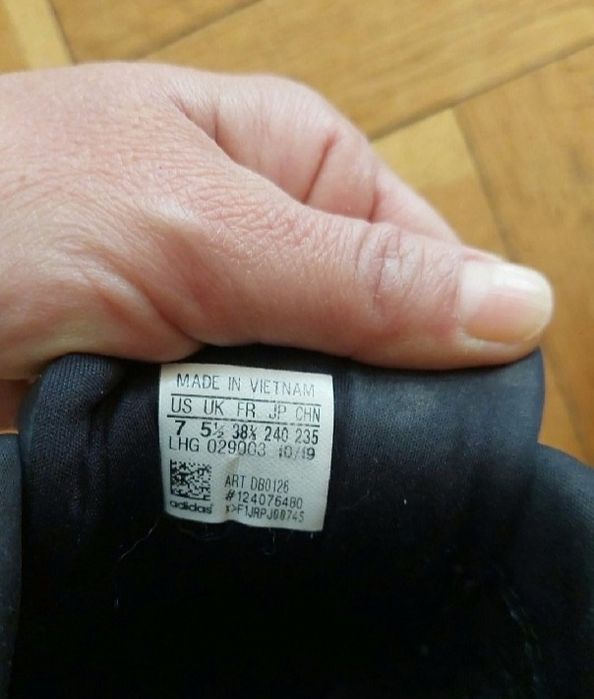 MADE IN VIETNAM
US UK FR JP CHN
7 5½ 38⅔ 240 235
LHG 029003 10/19
ART DB0126
#124076480
adidas